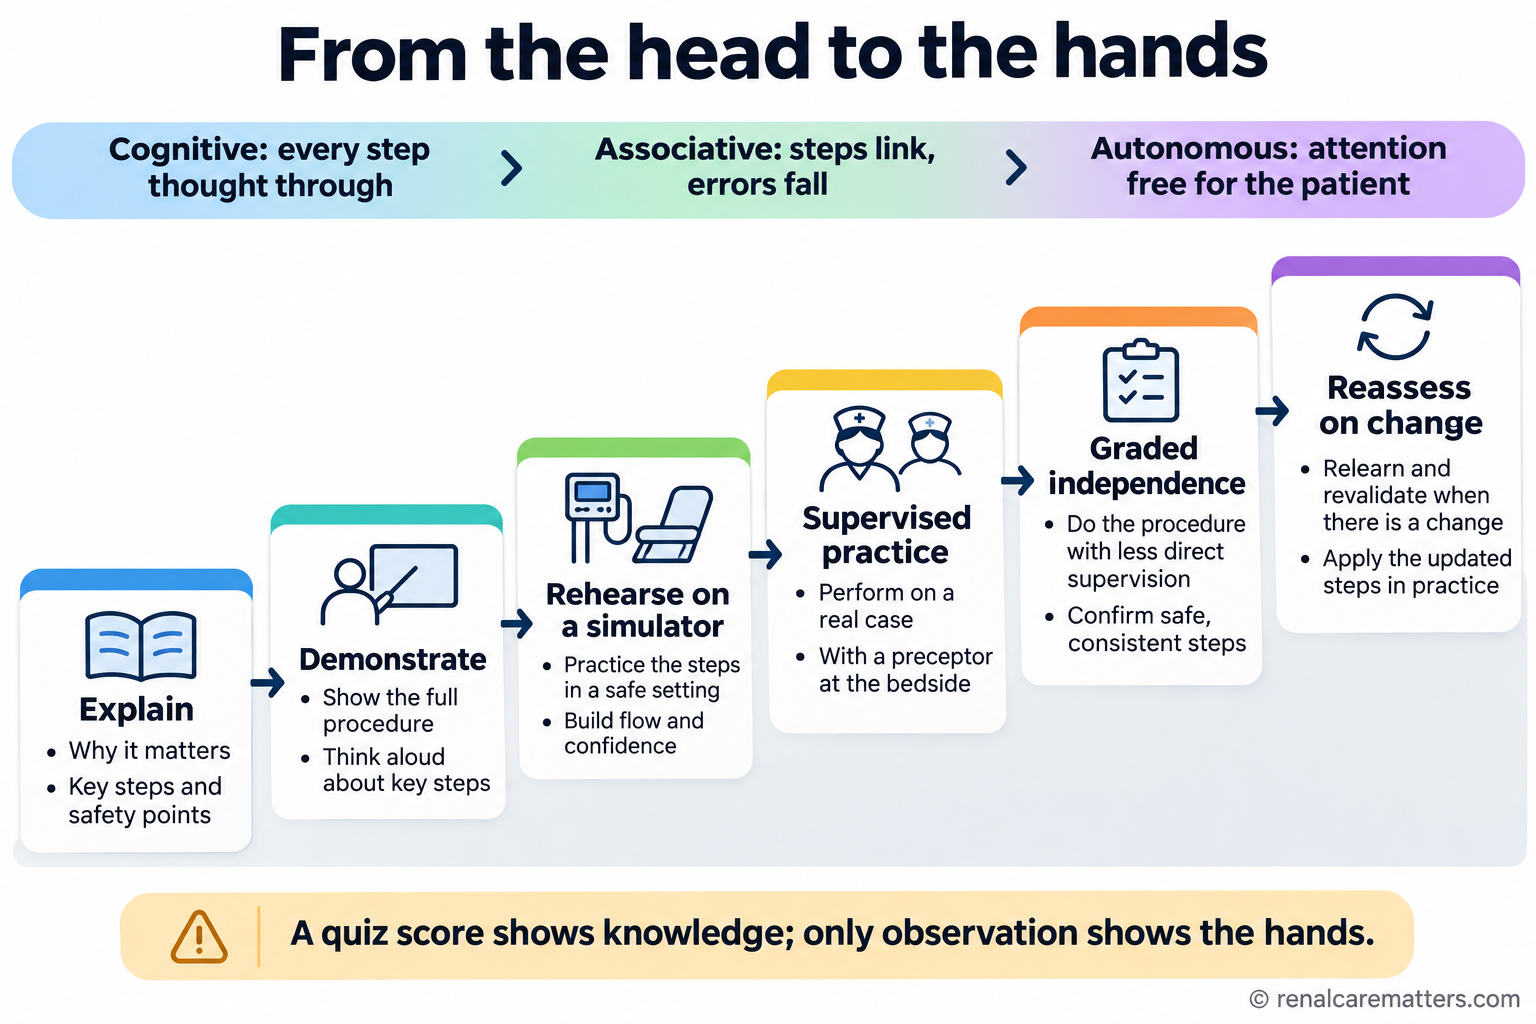 From the head to the hands
Cognitive: every step
thought through
Associative: steps link,
errors fall
Autonomous: attention
free for the patient
Explain
• Why it matters
• Key steps and
safety points
Demonstrate
• Show the full
procedure
• Think aloud
about key steps
Rehearse on
a simulator
• Practice the steps
in a safe setting
• Build flow and
confidence
Supervised
practice
• Perform on a
real case
• With a preceptor
at the bedside
Graded
independence
• Do the procedure
with less direct
supervision
• Confirm safe,
consistent steps
Reassess
on change
• Relearn and
revalidate when
there is a change
• Apply the updated
steps in practice
A quiz score shows knowledge; only observation shows the hands.
© renalcarematters.com